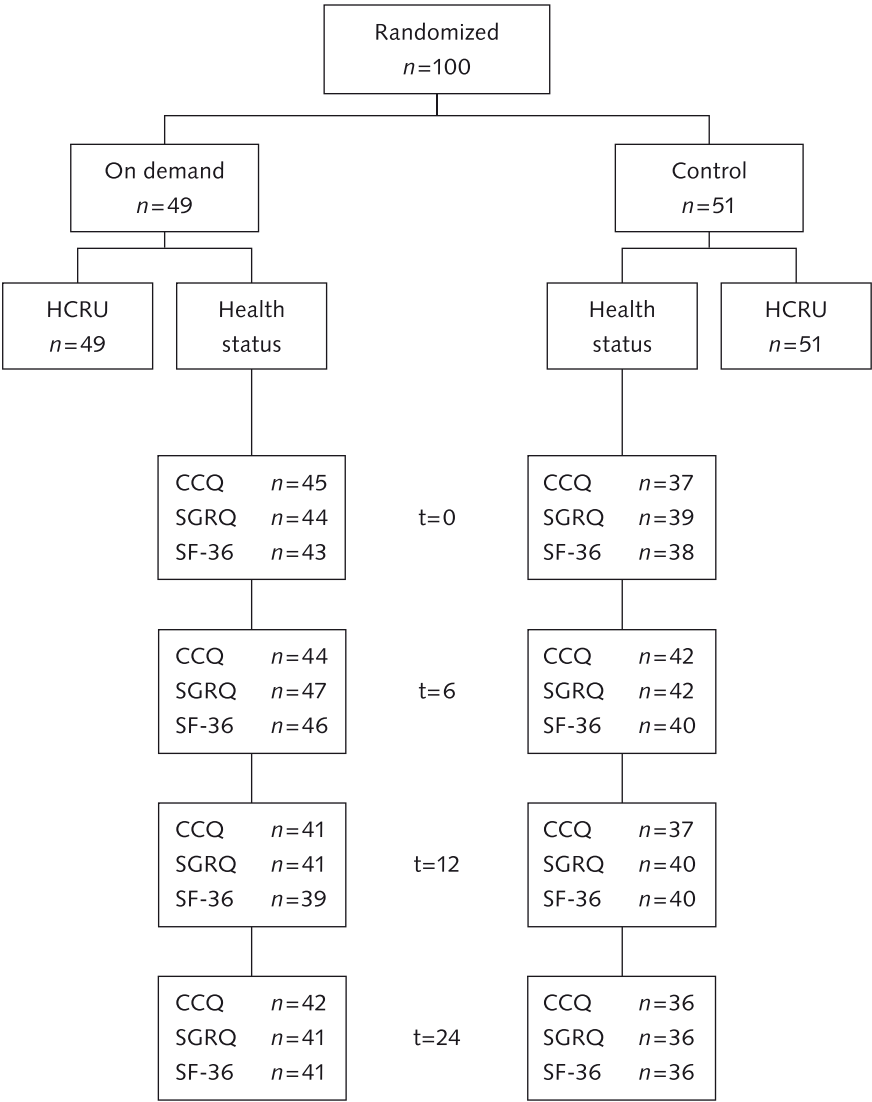 Randomized
n=100
On demand
n=49
Control
n=51
HCRU
n=49
Health
status
Health
status
HCRU
n=51
CCQ n=45
SGRQ n=44
SF-36 n=43
t=0
CCQ n=37
SGRQ n=39
SF-36 n=38
CCQ n=44
SGRQ n=47
SF-36 n=46
t=6
CCQ n=42
SGRQ n=42
SF-36 n=40
CCQ n=41
SGRQ n=41
SF-36 n=39
t=12
CCQ n=37
SGRQ n=40
SF-36 n=40
CCQ n=42
SGRQ n=41
SF-36 n=41
t=24
CCQ n=36
SGRQ n=36
SF-36 n=36